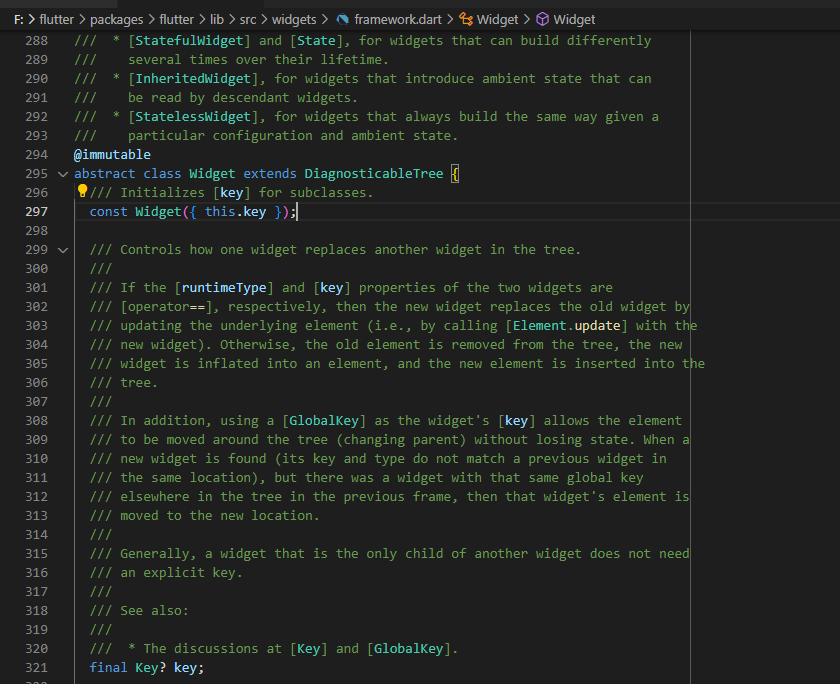 F: > flutter > packages > flutter > lib > src > widgets > framework.dart > Widget > Widget
288 /// * [StatefulWidget] and [State], for widgets that can build differently
289 /// several times over their lifetime.
290 /// * [InheritedWidget], for widgets that introduce ambient state that can
291 /// be read by descendant widgets.
292 /// * [StatelessWidget], for widgets that always build the same way given a
293 /// particular configuration and ambient state.
294 @immutable
295 abstract class Widget extends DiagnosticableTree {
296 /// Initializes [key] for subclasses.
297 const Widget({ this.key });
298
299 /// Controls how one widget replaces another widget in the tree.
300 ///
301 /// If the [runtimeType] and [key] properties of the two widgets are
302 /// [operator==], respectively, then the new widget replaces the old widget by
303 /// updating the underlying element (i.e., by calling [Element.update] with the
304 /// new widget). Otherwise, the old element is removed from the tree, the new
305 /// widget is inflated into an element, and the new element is inserted into the
306 /// tree.
307 ///
308 /// In addition, using a [GlobalKey] as the widget's [key] allows the element
309 /// to be moved around the tree (changing parent) without losing state. When a
310 /// new widget is found (its key and type do not match a previous widget in
311 /// the same location), but there was a widget with that same global key
312 /// elsewhere in the tree in the previous frame, then that widget's element is
313 /// moved to the new location.
314 ///
315 /// Generally, a widget that is the only child of another widget does not need
316 /// an explicit key.
317 ///
318 /// See also:
319 ///
320 /// * The discussions at [Key] and [GlobalKey].
321 final Key? key;